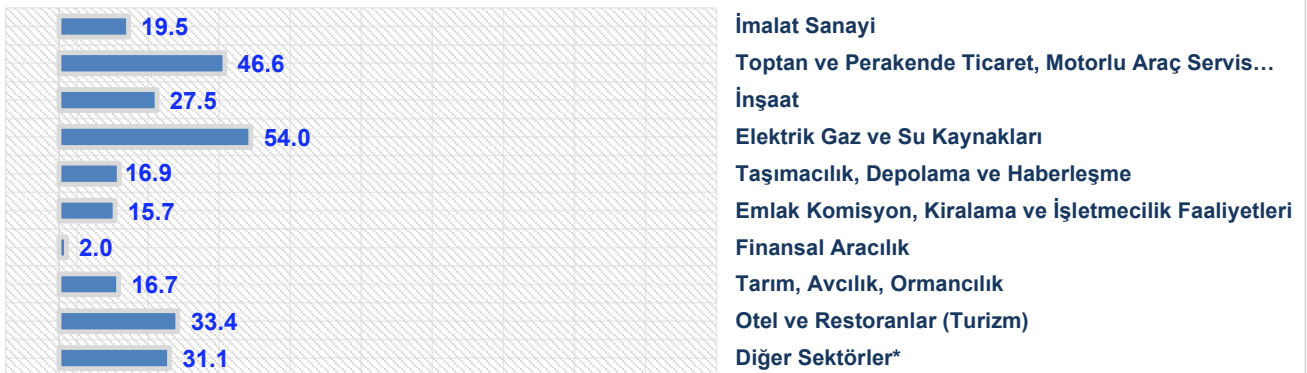 19.5 İmalat Sanayi
46.6 Toptan ve Perakende Ticaret, Motorlu Araç Servis…
27.5 İnşaat
54.0 Elektrik Gaz ve Su Kaynakları
16.9 Taşımacılık, Depolama ve Haberleşme
15.7 Emlak Komisyon, Kiralama ve İşletmecilik Faaliyetleri
2.0 Finansal Aracılık
16.7 Tarım, Avcılık, Ormancılık
33.4 Otel ve Restoranlar (Turizm)
31.1 Diğer Sektörler*